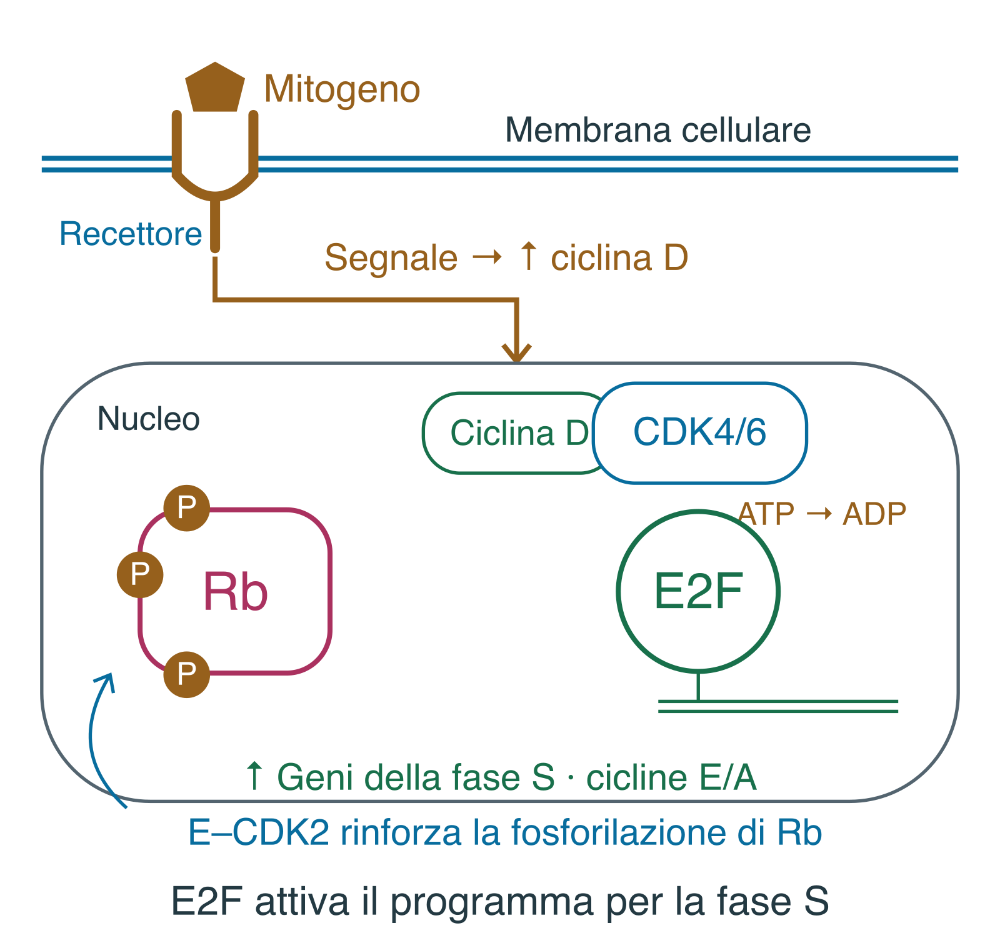 Mitogeno
Membrana cellulare
Recettore
Segnale → ↑ ciclina D
Nucleo
Ciclina D
CDK4/6
ATP → ADP
P
P
Rb
E2F
P
↑ Geni della fase S · cicline E/A
E–CDK2 rinforza la fosforilazione di Rb
E2F attiva il programma per la fase S